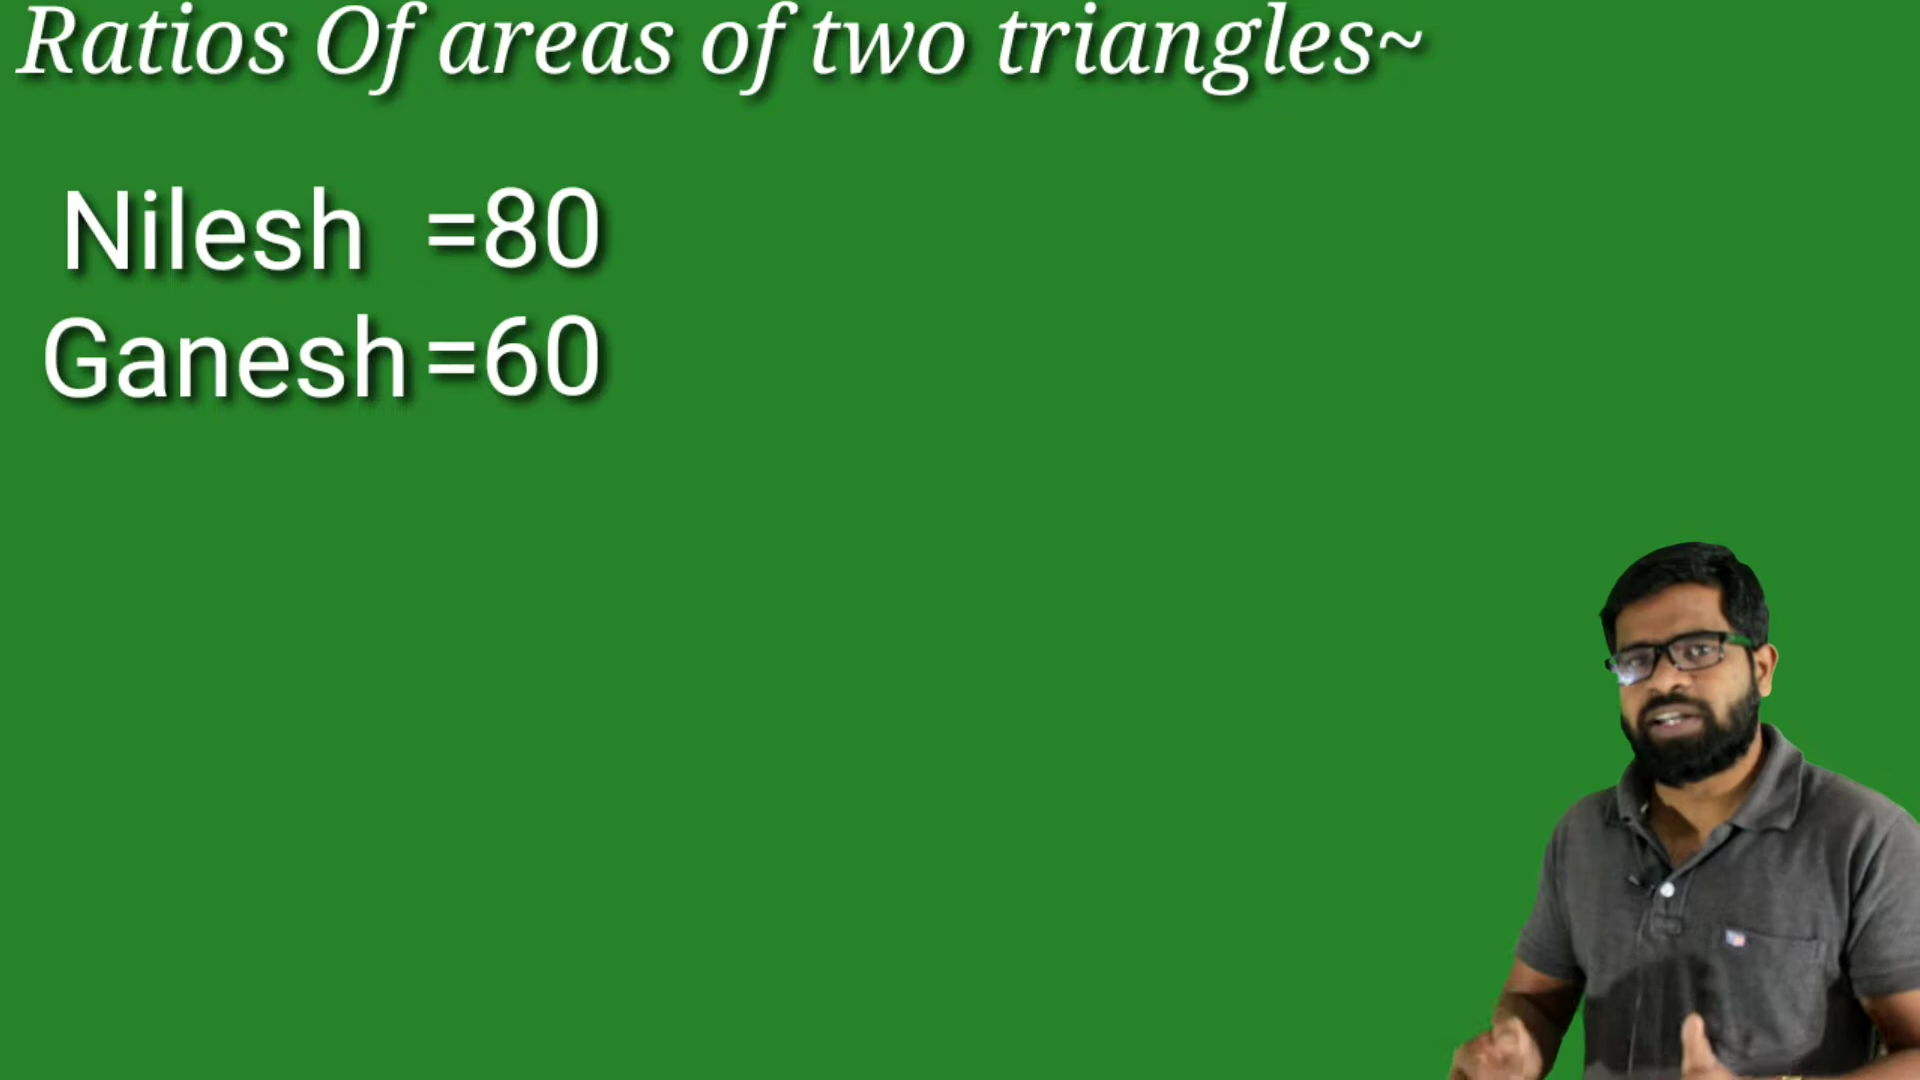 Ratios Of areas of two triangles~
Nilesh =80
Ganesh =60